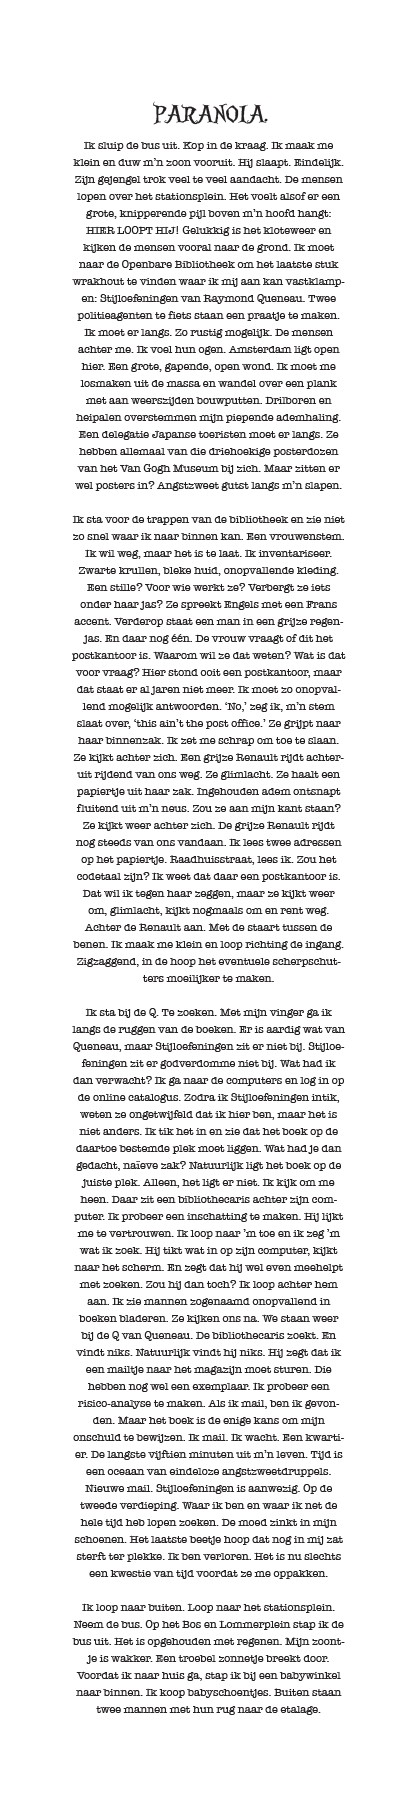 PARANOIA.
Ik sluip de bus uit. Kop in de kraag. Ik maak me
klein en duw m'n zoon vooruit. Hij slaapt. Eindelijk.
Zijn gejengel trok veel te veel aandacht. De mensen
lopen over het stationsplein. Het voelt alsof er een
grote, knipperende pijl boven m'n hoofd hangt:
HIER LOOPT HIJ! Gelukkig is het kloteweer en
kijken de mensen vooral naar de grond. Ik moet
naar de Openbare Bibliotheek om het laatste stuk
wrakhout te vinden waar ik mij aan kan vastklamp-
en: Stijloefeningen van Raymond Queneau. Twee
politieagenten te fiets staan een praatje te maken.
Ik moet er langs. Zo rustig mogelijk. De mensen
achter me. Ik voel hun ogen. Amsterdam ligt open
hier. Een grote, gapende, open wond. Ik moet me
losmaken uit de massa en wandel over een plank
met aan weerszijden bouwputten. Drilboren en
heipalen overstemmen mijn piepende ademhaling.
Een delegatie Japanse toeristen moet er langs. Ze
hebben allemaal van die driehoekige posterdozen
van het Van Gogh Museum bij zich. Maar zitten er
wel posters in? Angstzweet gutst langs m'n slapen.
Ik sta voor de trappen van de bibliotheek en zie niet
zo snel waar ik naar binnen kan. Een vrouwenstem.
Ik wil weg, maar het is te laat. Ik inventariseer.
Zwarte krullen, bleke huid, onopvallende kleding.
Een stille? Voor wie werkt ze? Verbergt ze iets
onder haar jas? Ze spreekt Engels met een Frans
accent. Verderop staat een man in een grijze regen-
jas. En daar nog één. De vrouw vraagt of dit het
postkantoor is. Waarom wil ze dat weten? Wat is dat
voor vraag? Hier stond ooit een postkantoor, maar
dat staat er al jaren niet meer. Ik moet zo onopval-
lend mogelijk antwoorden. 'No,' zeg ik, m'n stem
slaat over, 'this ain't the post office.' Ze grijpt naar
haar binnenzak. Ik zet me schrap om toe te slaan.
Ze kijkt achter zich. Een grijze Renault rijdt achter-
uit rijdend van ons weg. Ze glimlacht. Ze haalt een
papiertje uit haar zak. Ingehouden adem ontsnapt
fluitend uit m'n neus. Zou ze aan mijn kant staan?
Ze kijkt weer achter zich. De grijze Renault rijdt
nog steeds van ons vandaan. Ik lees twee adressen
op het papiertje. Raadhuisstraat, lees ik. Zou het
codetaal zijn? Ik weet dat daar een postkantoor is.
Dat wil ik tegen haar zeggen, maar ze kijkt weer
om, glimlacht, kijkt nogmaals om en rent weg.
Achter de Renault aan. Met de staart tussen de
benen. Ik maak me klein en loop richting de ingang.
Zigzaggend, in de hoop het eventuele scherpschut-
ters moeilijker te maken.
Ik sta bij de Q. Te zoeken. Met mijn vinger ga ik
langs de ruggen van de boeken. Er is aardig wat van
Queneau, maar Stijloefeningen zit er niet bij. Stijloe-
feningen zit er godverdomme niet bij. Wat had ik
dan verwacht? Ik ga naar de computers en log in op
de online catalogus. Zodra ik Stijloefeningen intik,
weten ze ongetwijfeld dat ik hier ben, maar het is
niet anders. Ik tik het in en zie dat het boek op de
daartoe bestemde plek moet liggen. Wat had je dan
gedacht, naïeve zak? Natuurlijk ligt het boek op de
juiste plek. Alleen, het ligt er niet. Ik kijk om me
heen. Daar zit een bibliothecaris achter zijn com-
puter. Ik probeer een inschatting te maken. Hij lijkt
me te vertrouwen. Ik loop naar 'm toe en ik zeg 'm
wat ik zoek. Hij tikt wat in op zijn computer, kijkt
naar het scherm. En zegt dat hij wel even meehelpt
met zoeken. Zou hij dan toch? Ik loop achter hem
aan. Ik zie mannen zogenaamd onopvallend in
boeken bladeren. Ze kijken ons na. We staan weer
bij de Q van Queneau. De bibliothecaris zoekt. En
vindt niks. Natuurlijk vindt hij niks. Hij zegt dat ik
een mailtje naar het magazijn moet sturen. Die
hebben nog wel een exemplaar. Ik probeer een
risico-analyse te maken. Als ik mail, ben ik gevon-
den. Maar het boek is de enige kans om mijn
onschuld te bewijzen. Ik mail. Ik wacht. Een kwarti-
er. De langste vijftien minuten uit m'n leven. Tijd is
een oceaan van eindeloze angstzweetdruppels.
Nieuwe mail. Stijloefeningen is aanwezig. Op de
tweede verdieping. Waar ik ben en waar ik net de
hele tijd heb lopen zoeken. De moed zinkt in mijn
schoenen. Het laatste beetje hoop dat nog in mij zat
sterft ter plekke. Ik ben verloren. Het is nu slechts
een kwestie van tijd voordat ze me oppakken.
Ik loop naar buiten. Loop naar het stationsplein.
Neem de bus. Op het Bos en Lommerplein stap ik de
bus uit. Het is opgehouden met regenen. Mijn zoont-
je is wakker. Een troebel zonnetje breekt door.
Voordat ik naar huis ga, stap ik bij een babywinkel
naar binnen. Ik koop babyschoentjes. Buiten staan
twee mannen met hun rug naar de etalage.